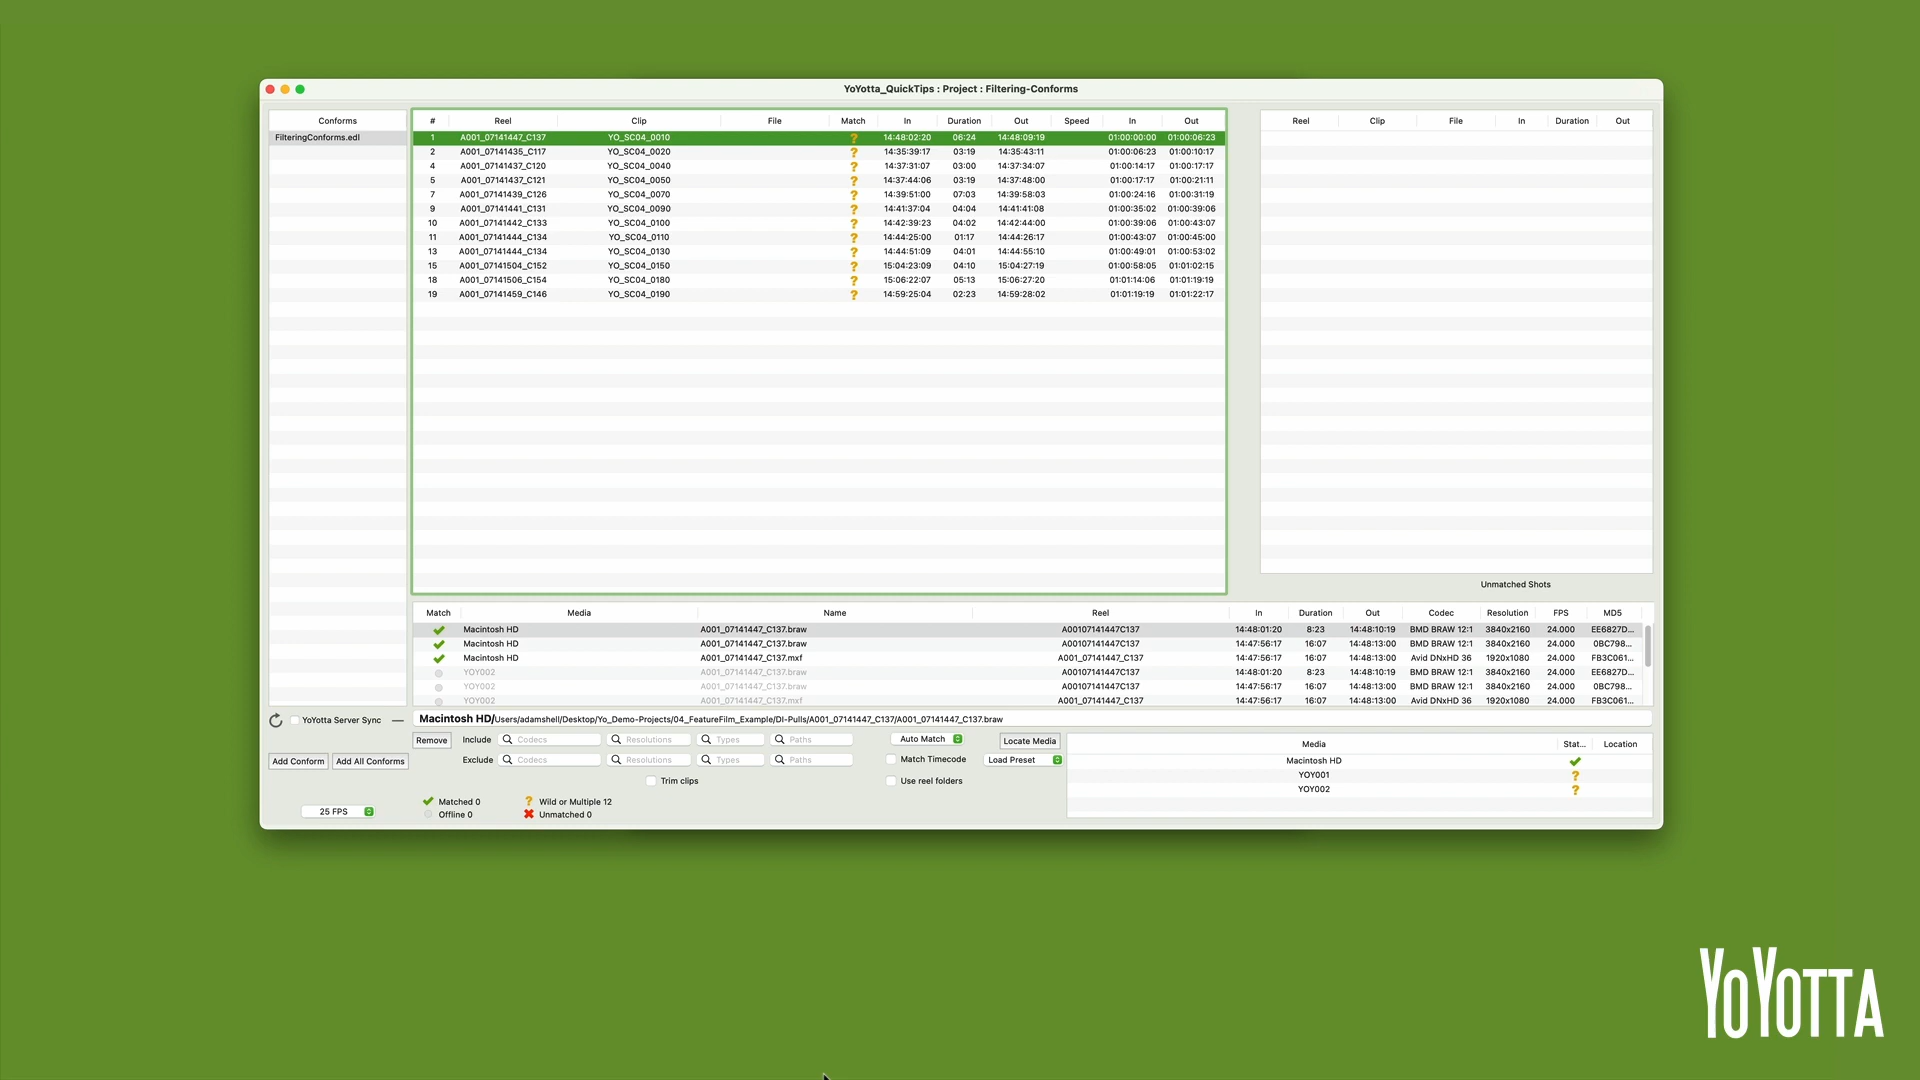 YoYotta_QuickTips : Project : Filtering-Conforms
Conforms
FilteringConforms.edl
# Reel Clip File Match In Duration Out Speed In Out
1 A001_07141447_C137 YO_SC04_0010 ? 14:48:02:20 06:24 14:48:09:19 01:00:00:00 01:00:06:23
2 A001_07141435_C117 YO_SC04_0020 ? 14:35:39:17 03:19 14:35:43:11 01:00:06:23 01:00:10:17
4 A001_07141437_C120 YO_SC04_0040 ? 14:37:31:07 03:00 14:37:34:07 01:00:14:17 01:00:17:17
5 A001_07141437_C121 YO_SC04_0050 ? 14:37:44:06 03:19 14:37:48:00 01:00:17:17 01:00:21:11
7 A001_07141439_C126 YO_SC04_0070 ? 14:39:51:00 07:03 14:39:58:03 01:00:24:16 01:00:31:19
9 A001_07141441_C131 YO_SC04_0090 ? 14:41:37:04 04:04 14:41:41:08 01:00:35:02 01:00:39:06
10 A001_07141442_C133 YO_SC04_0100 ? 14:42:39:23 04:02 14:42:44:00 01:00:39:06 01:00:43:07
11 A001_07141444_C134 YO_SC04_0110 ? 14:44:25:00 01:17 14:44:26:17 01:00:43:07 01:00:45:00
13 A001_07141444_C134 YO_SC04_0130 ? 14:44:51:09 04:01 14:44:55:10 01:00:49:01 01:00:53:02
15 A001_07141504_C152 YO_SC04_0150 ? 15:04:23:09 04:10 15:04:27:19 01:00:58:05 01:01:02:15
18 A001_07141506_C154 YO_SC04_0180 ? 15:06:22:07 05:13 15:06:27:20 01:01:14:06 01:01:19:19
19 A001_07141459_C146 YO_SC04_0190 ? 14:59:25:04 02:23 14:59:28:02 01:01:19:19 01:01:22:17
Reel Clip File In Duration Out
Unmatched Shots
Match Media Name Reel In Duration Out Codec Resolution FPS MD5
Macintosh HD A001_07141447_C137.braw A00107141447C137 14:48:01:20 8:23 14:48:10:19 BMD BRAW 12:1 3840x2160 24.000 EE6827D...
Macintosh HD A001_07141447_C137.braw A00107141447C137 14:47:56:17 16:07 14:48:13:00 BMD BRAW 12:1 3840x2160 24.000 0BC798...
Macintosh HD A001_07141447_C137.mxf A001_07141447_C137 14:47:56:17 16:07 14:48:13:00 Avid DNxHD 36 1920x1080 24.000 FB3C061...
YOY002 A001_07141447_C137.braw A00107141447C137 14:48:01:20 8:23 14:48:10:19 BMD BRAW 12:1 3840x2160 24.000 EE6827D...
YOY002 A001_07141447_C137.braw A00107141447C137 14:47:56:17 16:07 14:48:13:00 BMD BRAW 12:1 3840x2160 24.000 0BC798...
YOY002 A001_07141447_C137.mxf A001_07141447_C137 14:47:56:17 16:07 14:48:13:00 Avid DNxHD 36 1920x1080 24.000 FB3C061...
Macintosh HD/Users/adamshell/Desktop/Yo_Demo-Projects/04_FeatureFilm_Example/DI-Pulls/A001_07141447_C137/A001_07141447_C137.braw
YoYotta Server Sync
Add Conform Add All Conforms
25 FPS
Remove Include Codecs Resolutions Types Paths Auto Match Locate Media
Exclude Codecs Resolutions Types Paths Match Timecode Load Preset
Trim clips Use reel folders
Matched 0 ? Wild or Multiple 12
Offline 0 Unmatched 0
Media Stat... Location
Macintosh HD
YOY001 ?
YOY002 ?
YOYOTTA